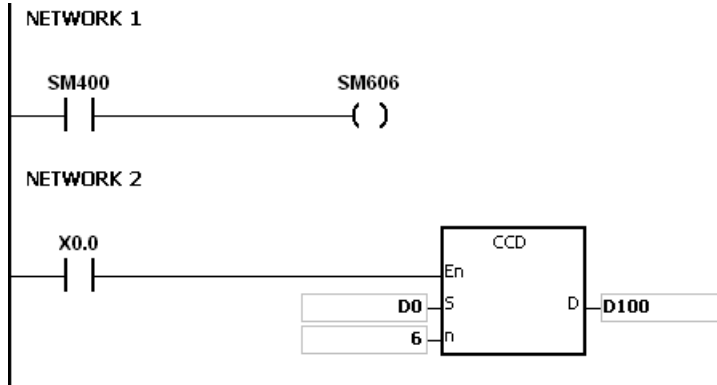 NETWORK 1
SM400 SM606
NETWORK 2
X0.0
CCD
En
D0 S D D100
6 n